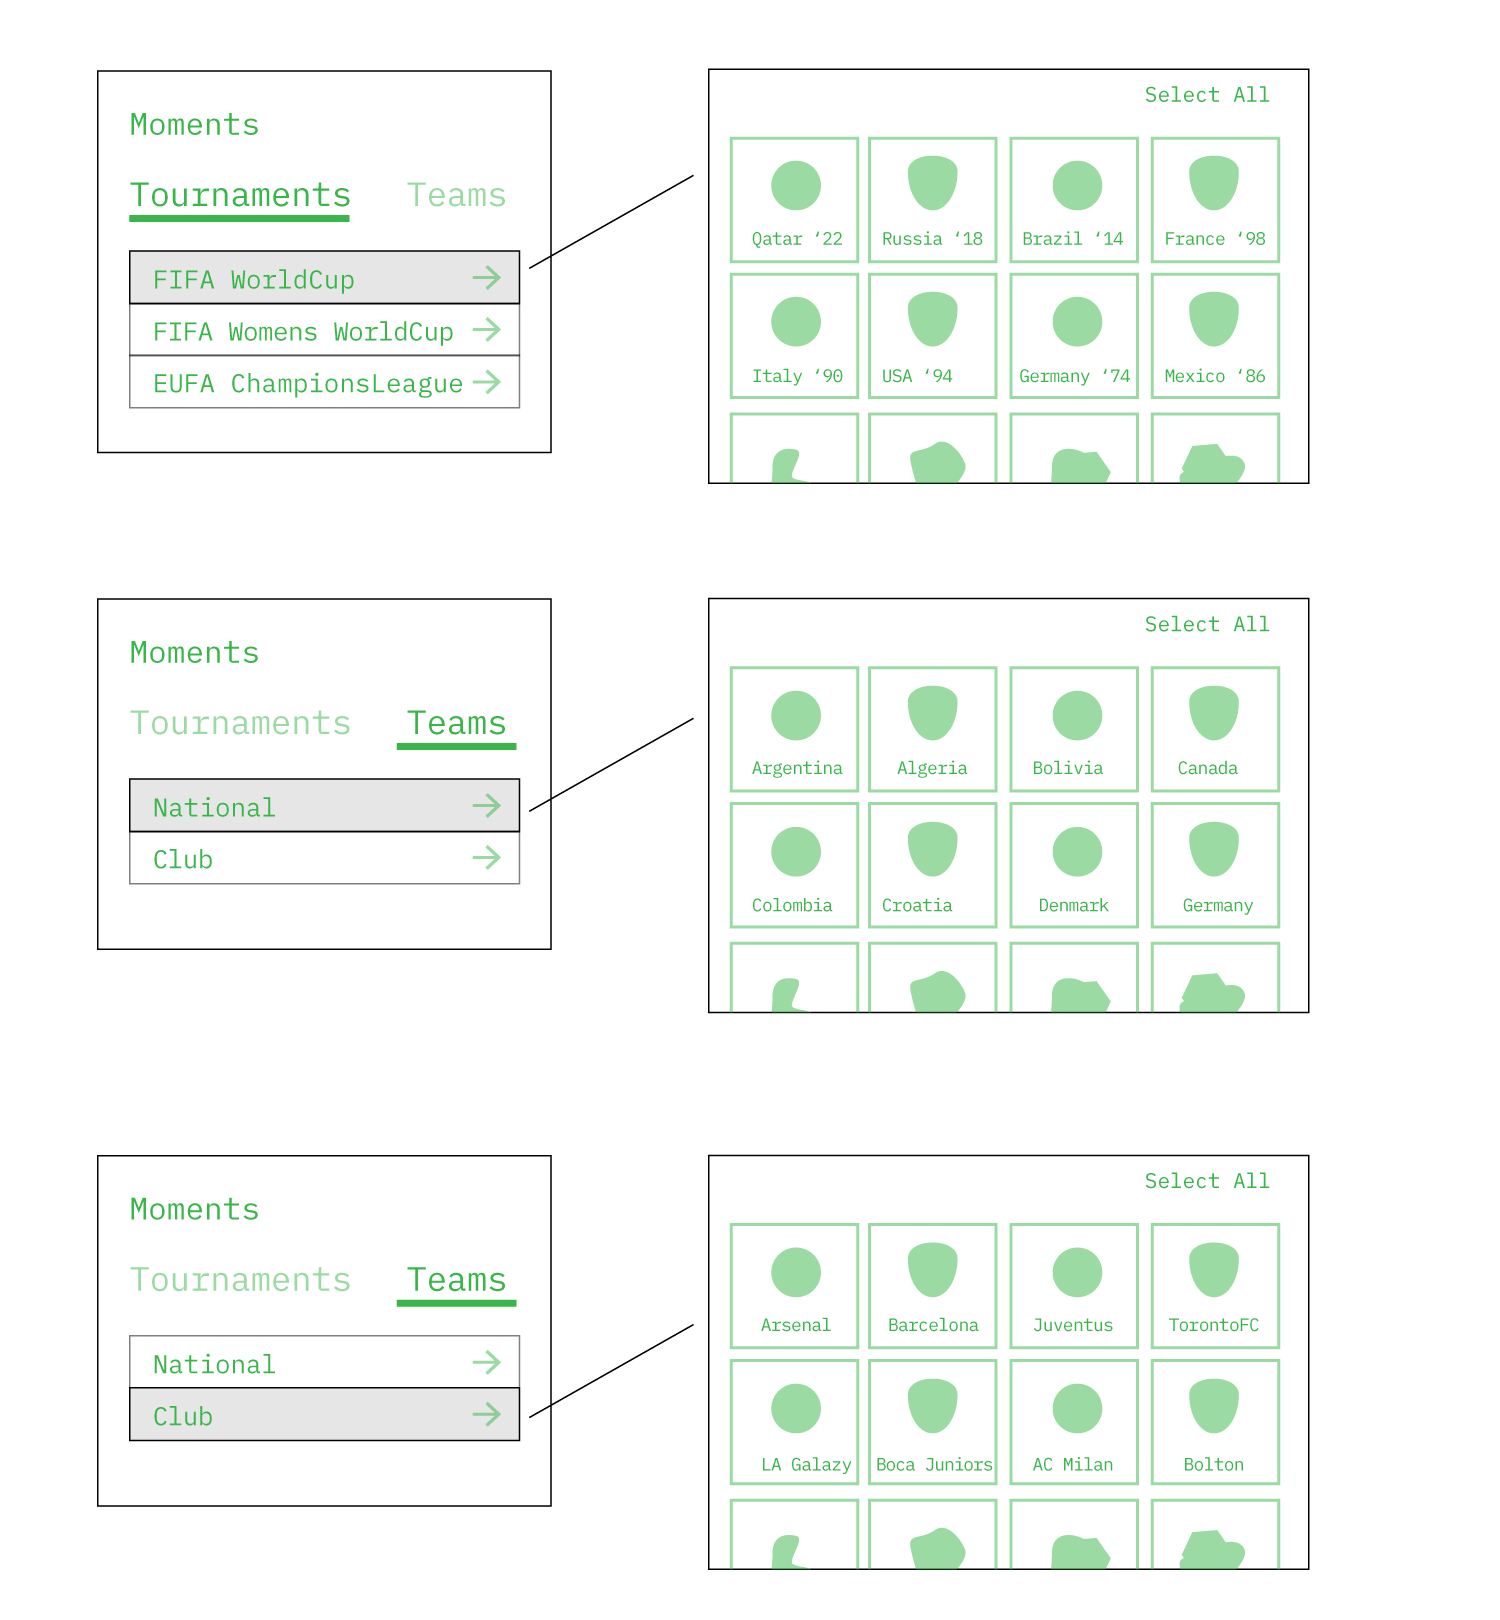 Moments
Tournaments Teams
FIFA WorldCup
FIFA Womens WorldCup
EUFA ChampionsLeague
Select All
Qatar ‘22 Russia ‘18 Brazil ‘14 France ‘98
Italy ‘90 USA ‘94 Germany ‘74 Mexico ‘86
Moments
Tournaments Teams
National
Club
Select All
Argentina Algeria Bolivia Canada
Colombia Croatia Denmark Germany
Moments
Tournaments Teams
National
Club
Select All
Arsenal Barcelona Juventus TorontoFC
LA Galazy Boca Juniors AC Milan Bolton